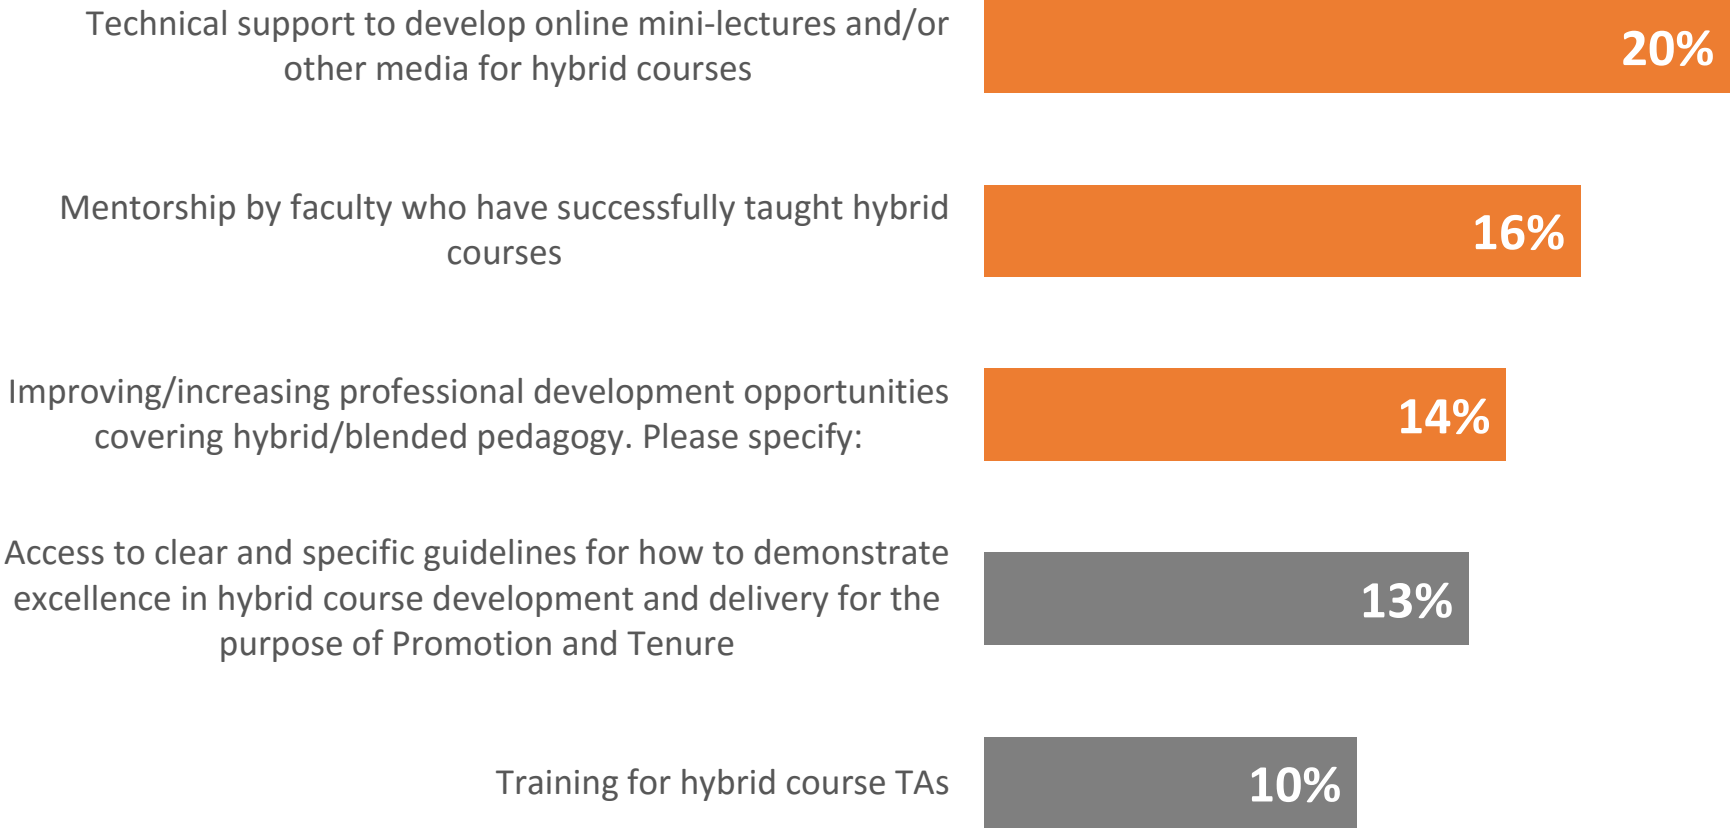 Technical support to develop online mini-lectures and/or
other media for hybrid courses
20%
Mentorship by faculty who have successfully taught hybrid
courses
16%
Improving/increasing professional development opportunities
covering hybrid/blended pedagogy. Please specify:
14%
Access to clear and specific guidelines for how to demonstrate
excellence in hybrid course development and delivery for the
purpose of Promotion and Tenure
13%
Training for hybrid course TAs
10%